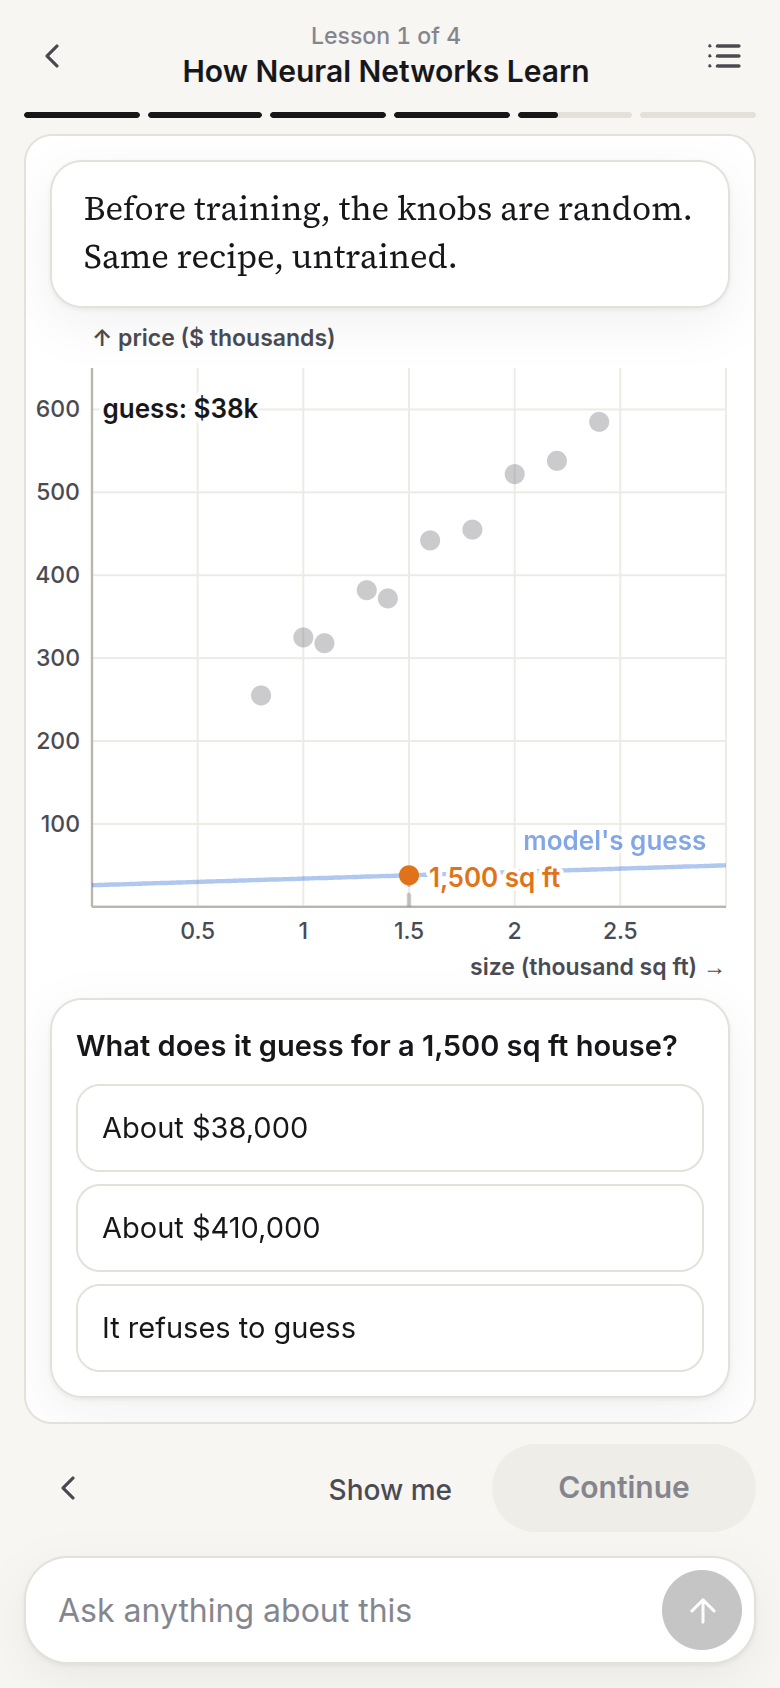 Lesson 1 of 4
How Neural Networks Learn
Before training, the knobs are random.
Same recipe, untrained.
↑ price ($ thousands)
600
guess: $38k
500
400
300
200
100
model's guess
1,500 sq ft
0.5 1 1.5 2 2.5
size (thousand sq ft) →
What does it guess for a 1,500 sq ft house?
About $38,000
About $410,000
It refuses to guess
Show me
Continue
Ask anything about this